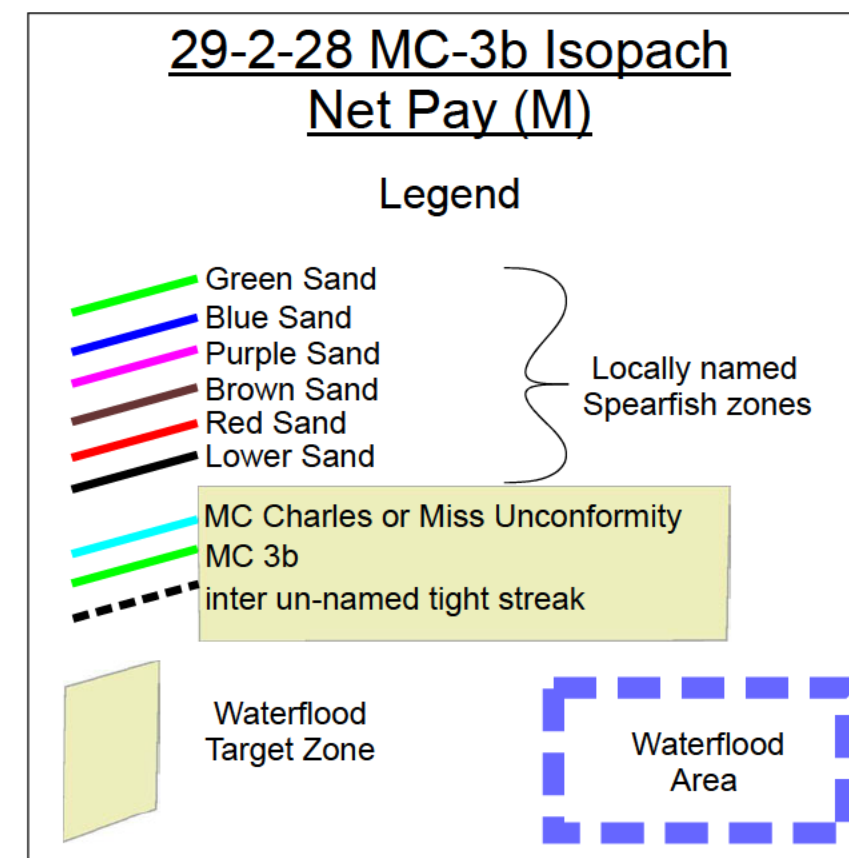 29-2-28 MC-3b Isopach
Net Pay (M)
Legend
Green Sand
Blue Sand
Purple Sand
Brown Sand
Red Sand
Lower Sand
Locally named
Spearfish zones
MC Charles or Miss Unconformity
MC 3b
inter un-named tight streak
Waterflood
Target Zone
Waterflood
Area